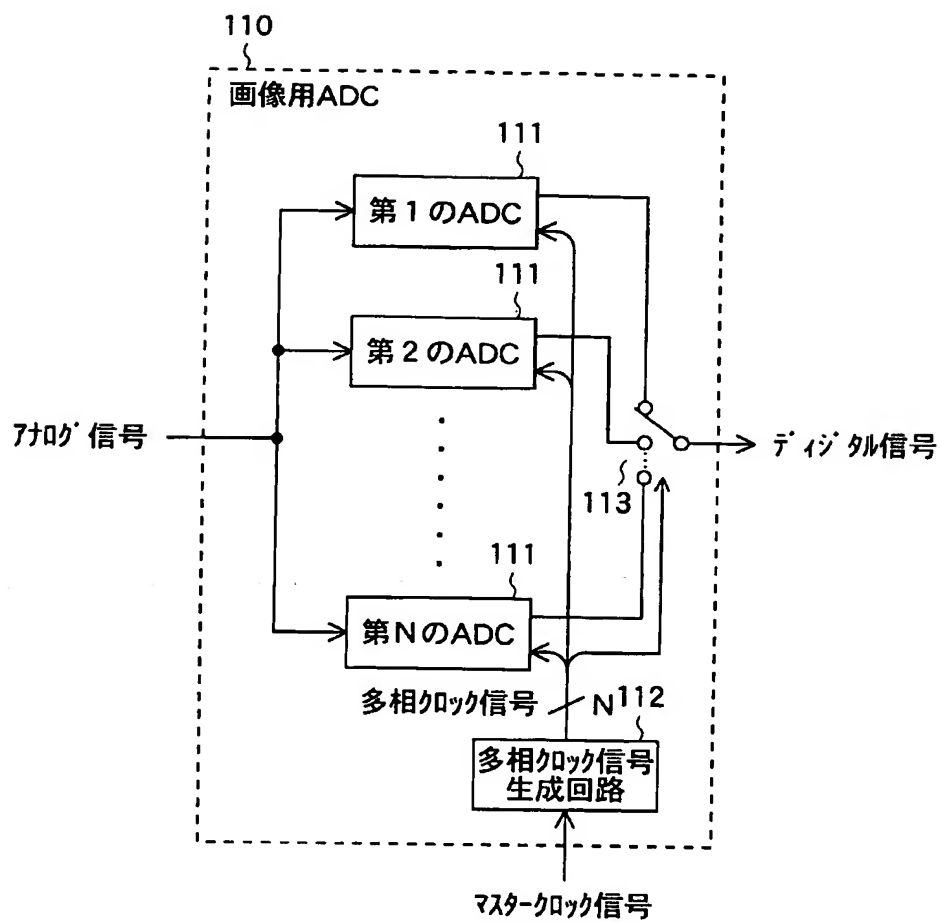 110
画像用ADC
111
第1のADC
111
第2のADC
アナログ信号
ディジタル信号
113
111
第NのADC
多相クロック信号
N
112
多相クロック信号
生成回路
マスタークロック信号